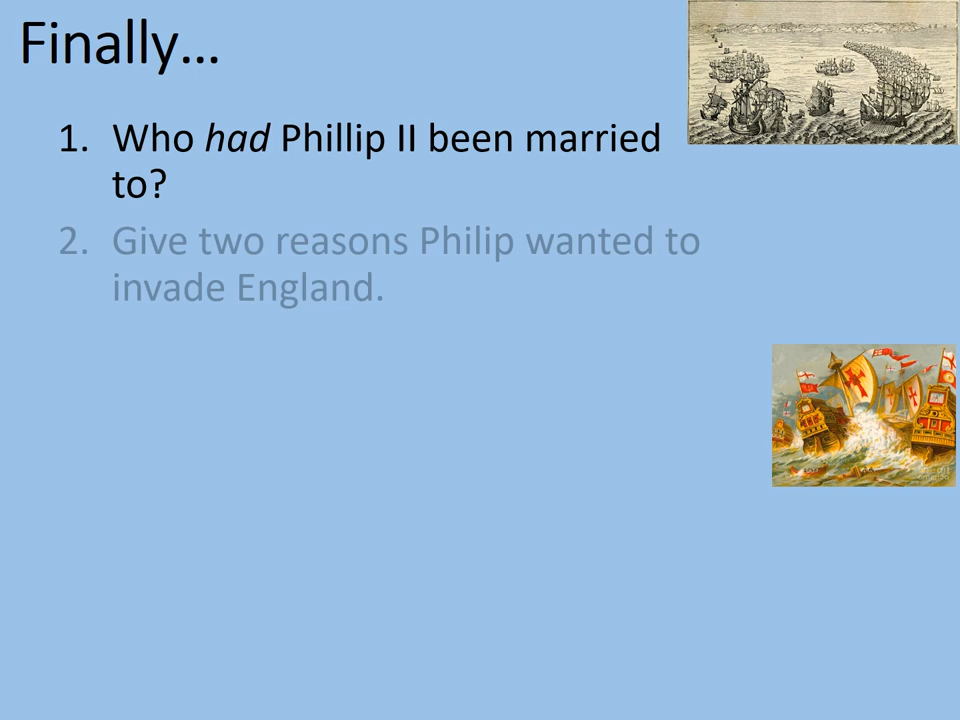 Finally...
1. Who had Phillip II been married
to?
2. Give two reasons Philip wanted to
invade England.